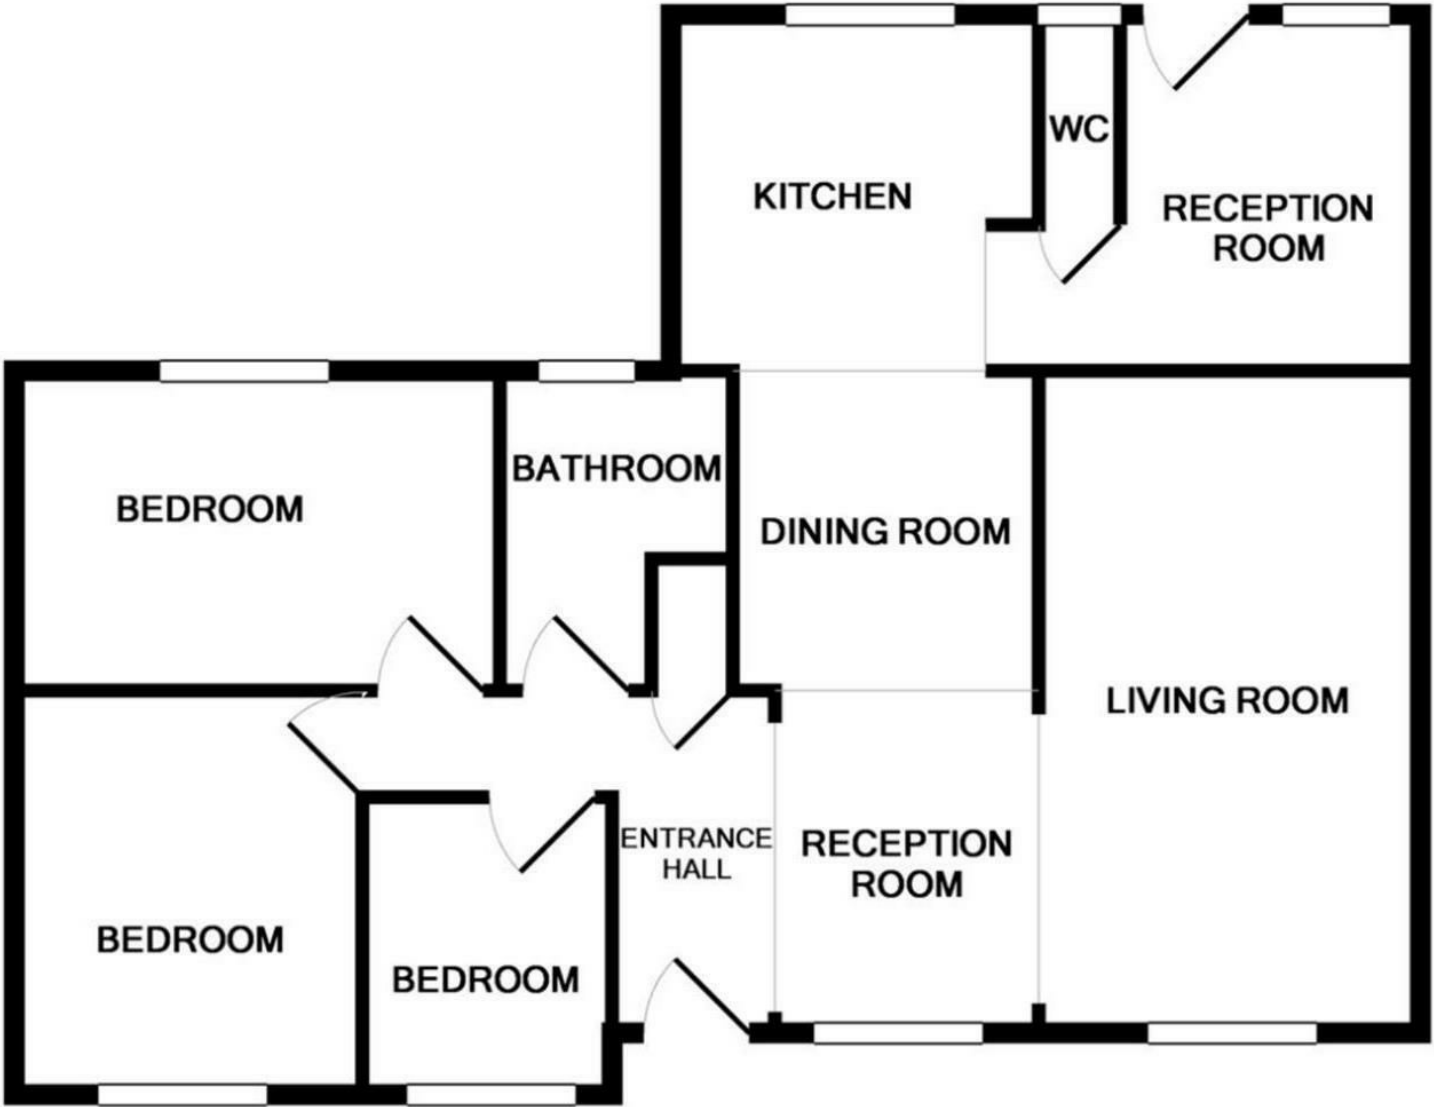 WC
KITCHEN
RECEPTION
ROOM
BATHROOM
BEDROOM
DINING ROOM
LIVING ROOM
ENTRANCE
HALL
RECEPTION
ROOM
BEDROOM
BEDROOM